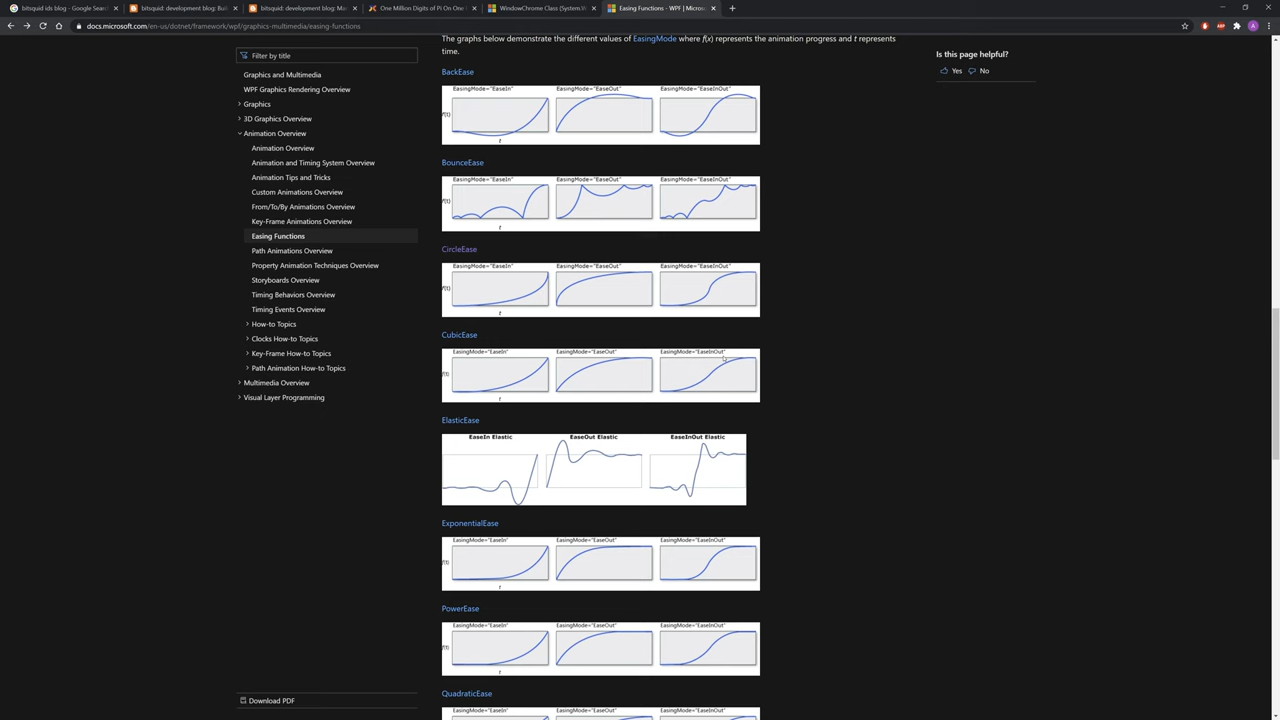 bitsquid ids blog - Google Searc
bitsquid: development blog: Buil
bitsquid: development blog: Mar
One Million Digits of Pi On One
WindowChrome Class (System.W
Easing Functions - WPF | Micros
docs.microsoft.com/en-us/dotnet/framework/wpf/graphics-multimedia/easing-functions
Filter by title
Graphics and Multimedia
WPF Graphics Rendering Overview
Graphics
3D Graphics Overview
Animation Overview
Animation Overview
Animation and Timing System Overview
Animation Tips and Tricks
Custom Animations Overview
From/To/By Animations Overview
Key-Frame Animations Overview
Easing Functions
Path Animations Overview
Property Animation Techniques Overview
Storyboards Overview
Timing Behaviors Overview
Timing Events Overview
How-to Topics
Clocks How-to Topics
Key-Frame How-to Topics
Path Animation How-to Topics
Multimedia Overview
Visual Layer Programming
Download PDF
The graphs below demonstrate the different values of EasingMode where f(x) represents the animation progress and t represents
time.
BackEase
EasingMode="EaseIn" EasingMode="EaseOut" EasingMode="EaseInOut"
f(t)
t
BounceEase
EasingMode="EaseIn" EasingMode="EaseOut" EasingMode="EaseInOut"
f(t)
t
CircleEase
EasingMode="EaseIn" EasingMode="EaseOut" EasingMode="EaseInOut"
f(t)
t
CubicEase
EasingMode="EaseIn" EasingMode="EaseOut" EasingMode="EaseInOut"
f(t)
t
ElasticEase
EaseIn Elastic EaseOut Elastic EaseInOut Elastic
ExponentialEase
EasingMode="EaseIn" EasingMode="EaseOut" EasingMode="EaseInOut"
f(t)
t
PowerEase
EasingMode="EaseIn" EasingMode="EaseOut" EasingMode="EaseInOut"
f(t)
t
QuadraticEase
EasingMode="EaseIn" EasingMode="EaseOut" EasingMode="EaseInOut"
Is this page helpful?
Yes No
A